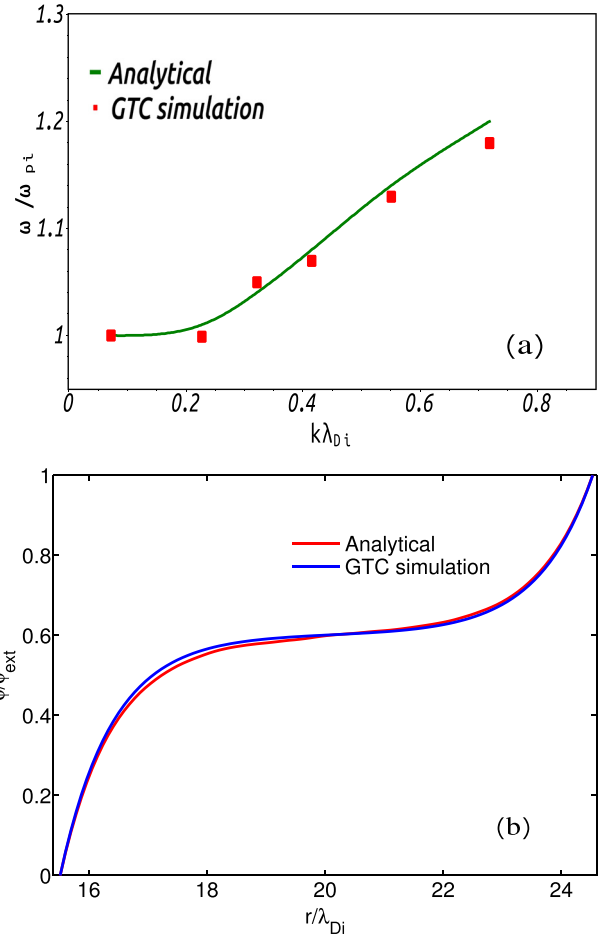 1.3
Analytical
GTC simulation
1.2
ω/ω pi
1.1
1
(a)
0 0.2 0.4 0.6 0.8
kλDi
1
Analytical
GTC simulation
0.8
0.6
φ/φext
0.4
0.2
(b)
0
16 18 20 22 24
r/λDi